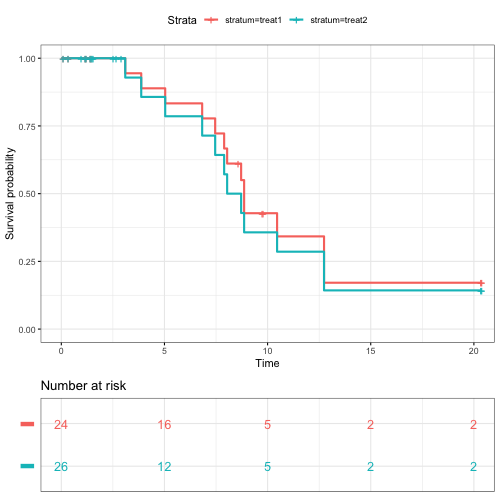 Strata stratum=treat1 stratum=treat2
Survival probability
1.00
0.75
0.50
0.25
0.00
0 5 10 15 20
Time
Number at risk
24 16 5 2 2
26 12 5 2 2